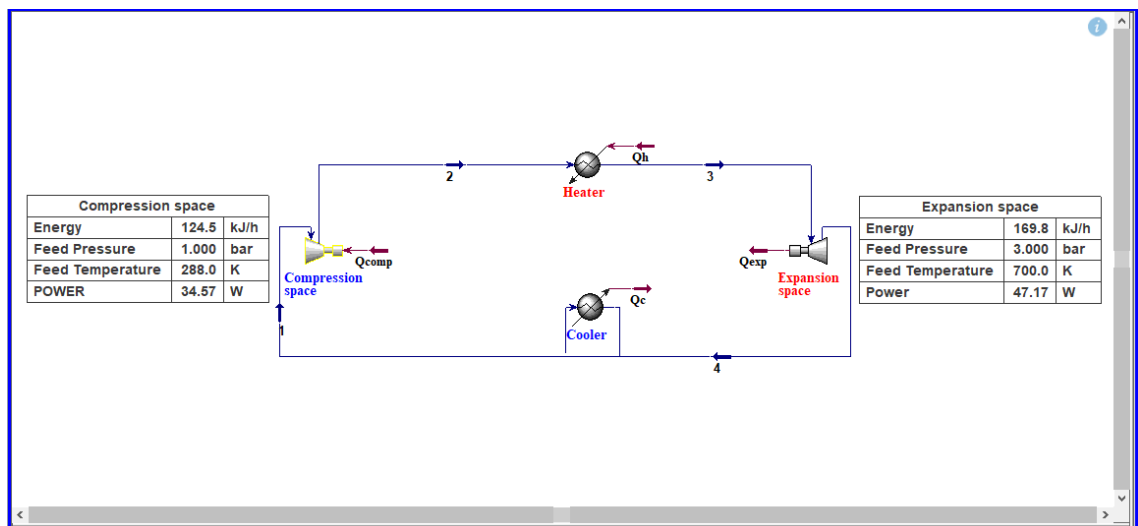 i
Qh
2
3
Heater
Compression space
Energy 124.5 kJ/h
Feed Pressure 1.000 bar
Feed Temperature 288.0 K
POWER 34.57 W
Qcomp
Compression
space
Qexp
Expansion
space
Expansion space
Energy 169.8 kJ/h
Feed Pressure 3.000 bar
Feed Temperature 700.0 K
Power 47.17 W
Qc
Cooler
1
4